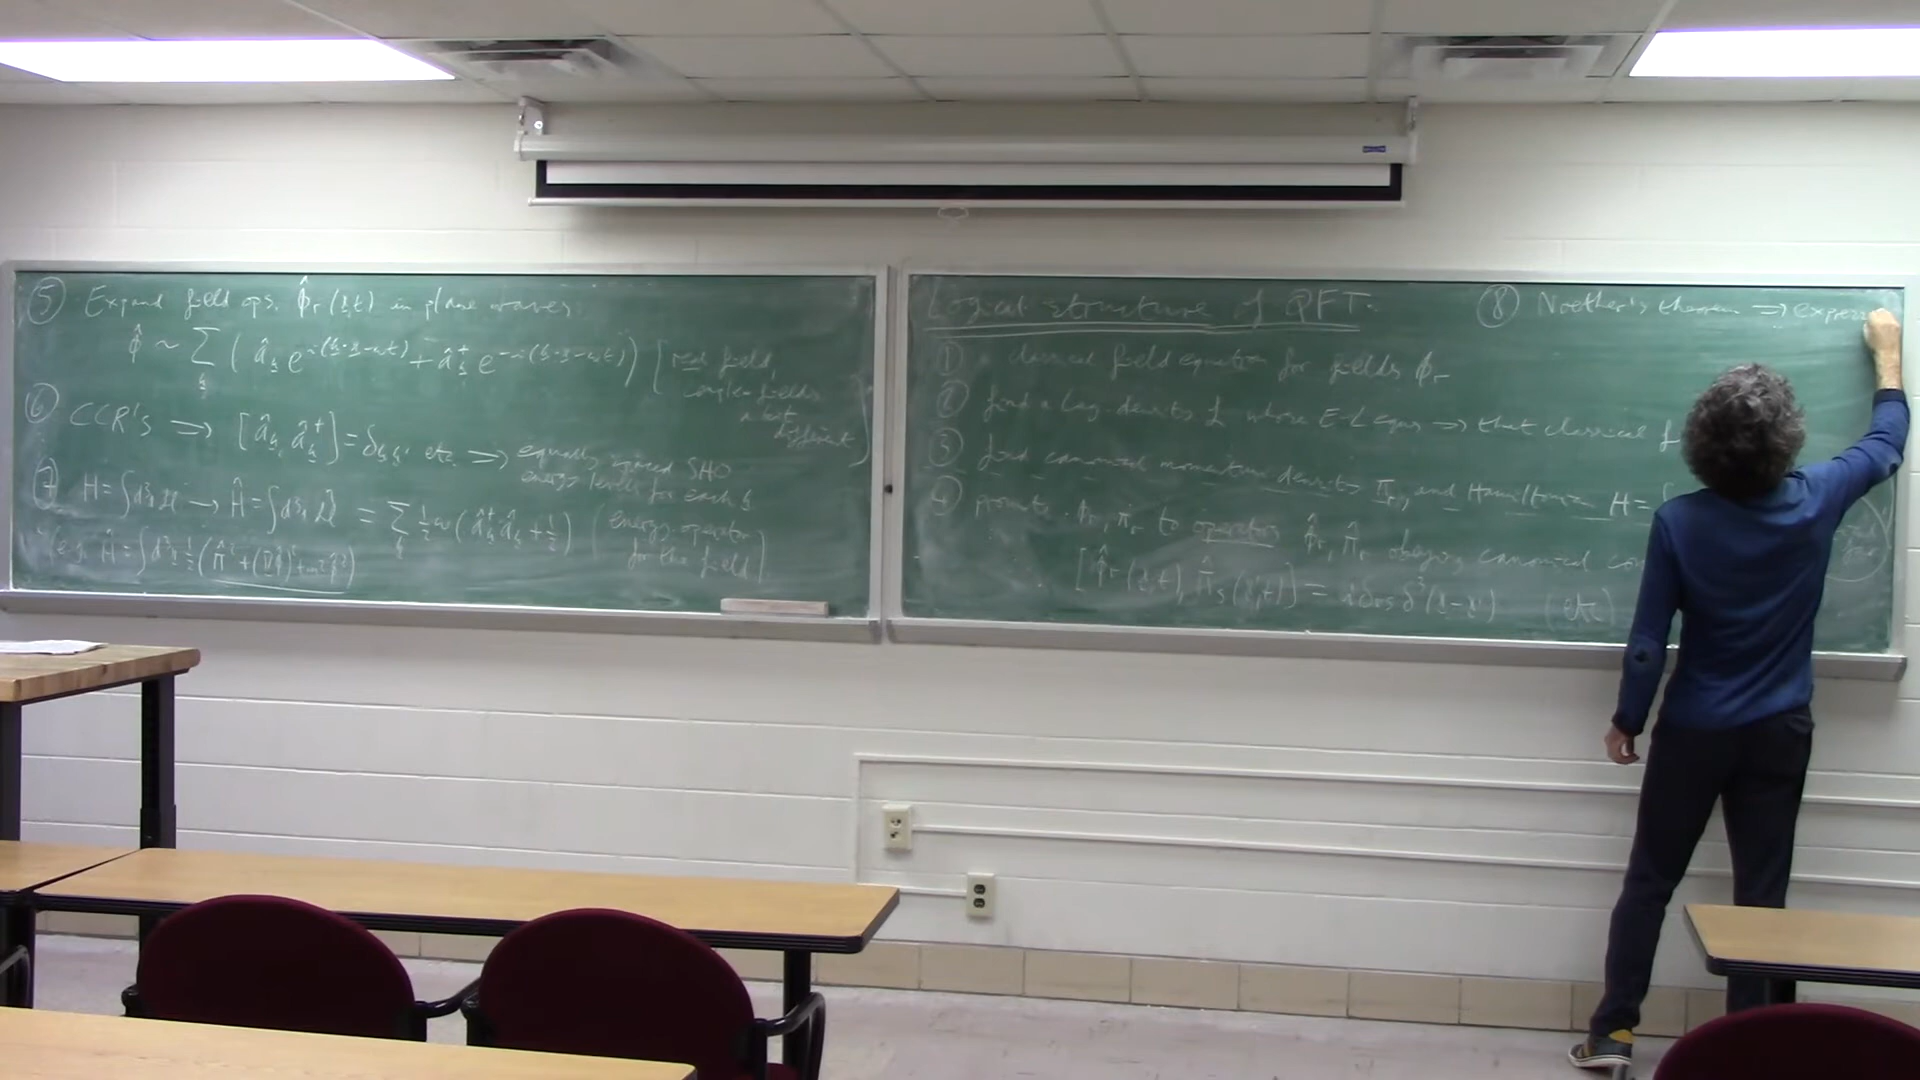 Logical structure of QFT:
① a classical field equation for fields ϕr
② find a Lag. density ℒ whose E-L eqns ⇒ that classical f
③ find canonical momentum density πr, and Hamiltonian H = ∫
④ promote ϕr, πr to operators ϕ̂r, π̂r obeying canonical com
[ϕ̂r(x,t), π̂s(x',t)] = iδrs δ³(x-x') (etc)
⑧ Noether's theorem ⇒ express
⑤ Expand field ops. ϕ̂r(x,t) in plane waves:
ϕ̂ ~ Σk (âk e^i(k·x-ωt) + âk† e^-i(k·x-ωt)) [real field,
complex fields
a bit
different]
⑥ CCR's ⇒ [âk, âk'†] = δkk' etc ⇒ equally spaced SHO
energy levels for each k
⑦ H = ∫d³x ℋ → Ĥ = ∫d³x ℋ̂ = Σk ½ω(âk†âk + ½) (energy operator
for the field)
(e.g. Ĥ = ∫d³x ½(π̂² + (∇ϕ̂)² + m²ϕ̂²)